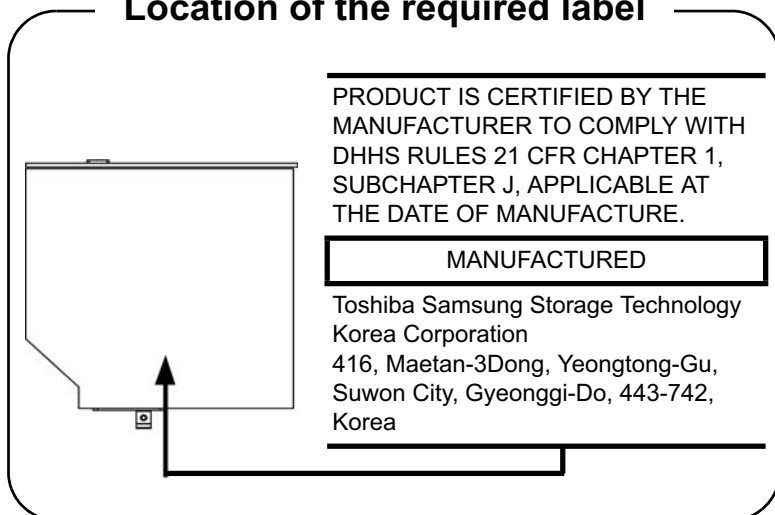 Location of the required label
PRODUCT IS CERTIFIED BY THE
MANUFACTURER TO COMPLY WITH
DHHS RULES 21 CFR CHAPTER 1,
SUBCHAPTER J, APPLICABLE AT
THE DATE OF MANUFACTURE.
MANUFACTURED
Toshiba Samsung Storage Technology
Korea Corporation
416, Maetan-3Dong, Yeongtong-Gu,
Suwon City, Gyeonggi-Do, 443-742,
Korea